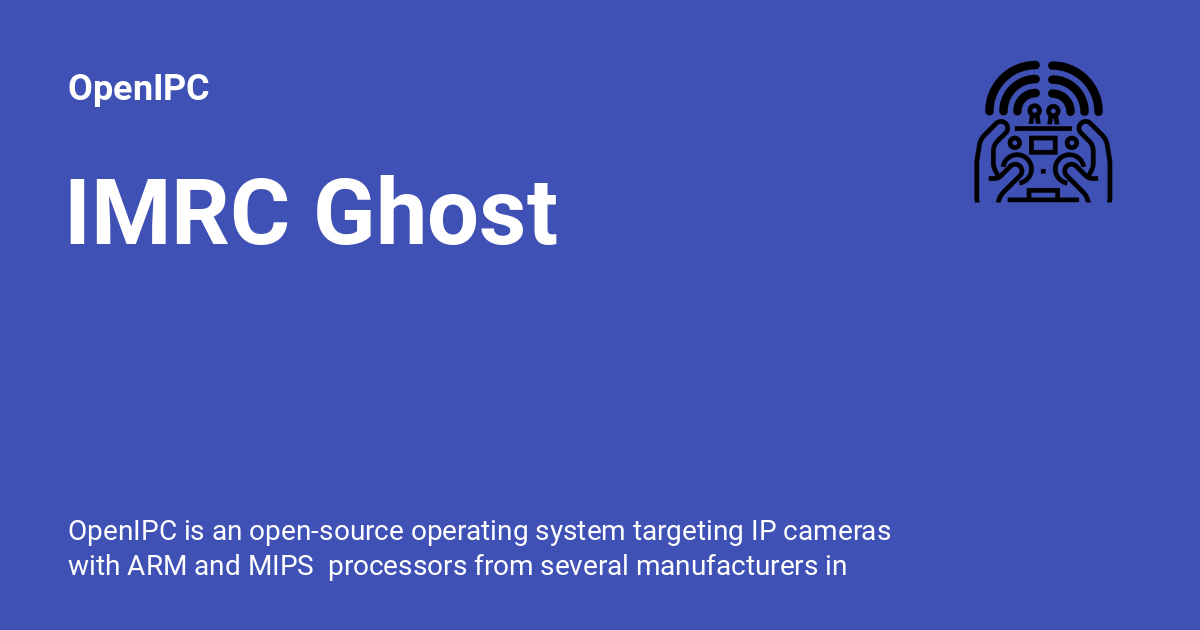 OpenIPC
IMRC Ghost
OpenIPC is an open-source operating system targeting IP cameras
with ARM and MIPS  processors from several manufacturers in